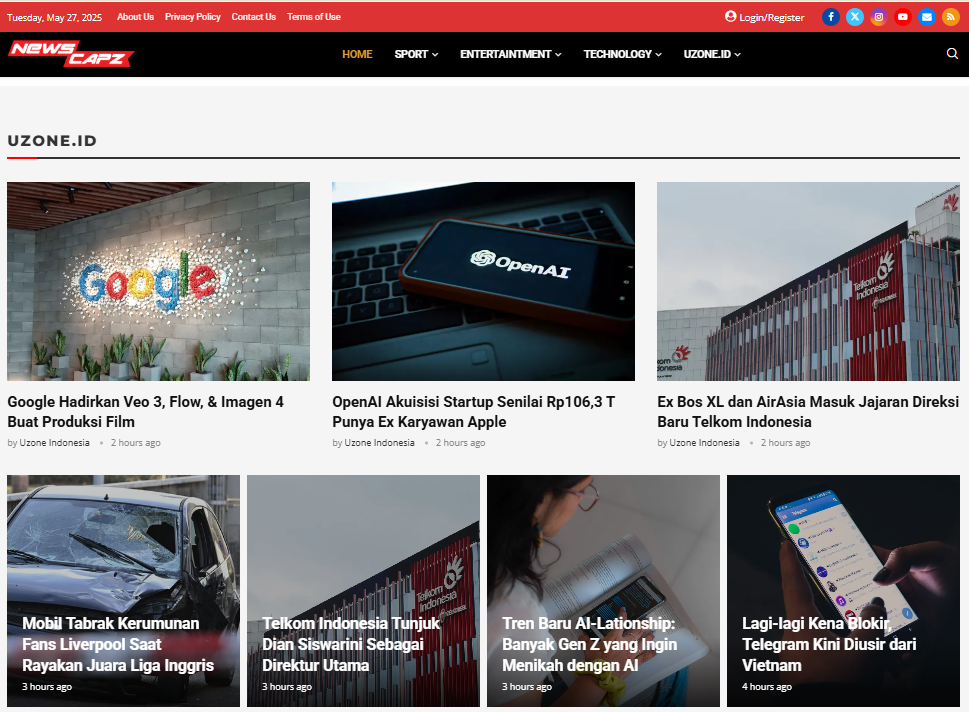 Tuesday, May 27, 2025 About Us Privacy Policy Contact Us Terms of Use Login/Register
NEWS
CAPZ
HOME SPORT ENTERTAINTMENT TECHNOLOGY UZONE.ID
UZONE.ID
Google
Google Hadirkan Veo 3, Flow, & Imagen 4
Buat Produksi Film
by Uzone Indonesia • 2 hours ago
OpenAI
OpenAI Akuisisi Startup Senilai Rp106,3 T
Punya Ex Karyawan Apple
by Uzone Indonesia • 2 hours ago
Telkom
Indonesia
Ex Bos XL dan AirAsia Masuk Jajaran Direksi
Baru Telkom Indonesia
by Uzone Indonesia • 2 hours ago
Mobil Tabrak Kerumunan
Fans Liverpool Saat
Rayakan Juara Liga Inggris
3 hours ago
Telkom
Indonesia
Telkom Indonesia Tunjuk
Dian Siswarini Sebagai
Direktur Utama
3 hours ago
Tren Baru AI-Lationship:
Banyak Gen Z yang Ingin
Menikah dengan AI
3 hours ago
Telegram
Lagi-lagi Kena Blokir,
Telegram Kini Diusir dari
Vietnam
4 hours ago